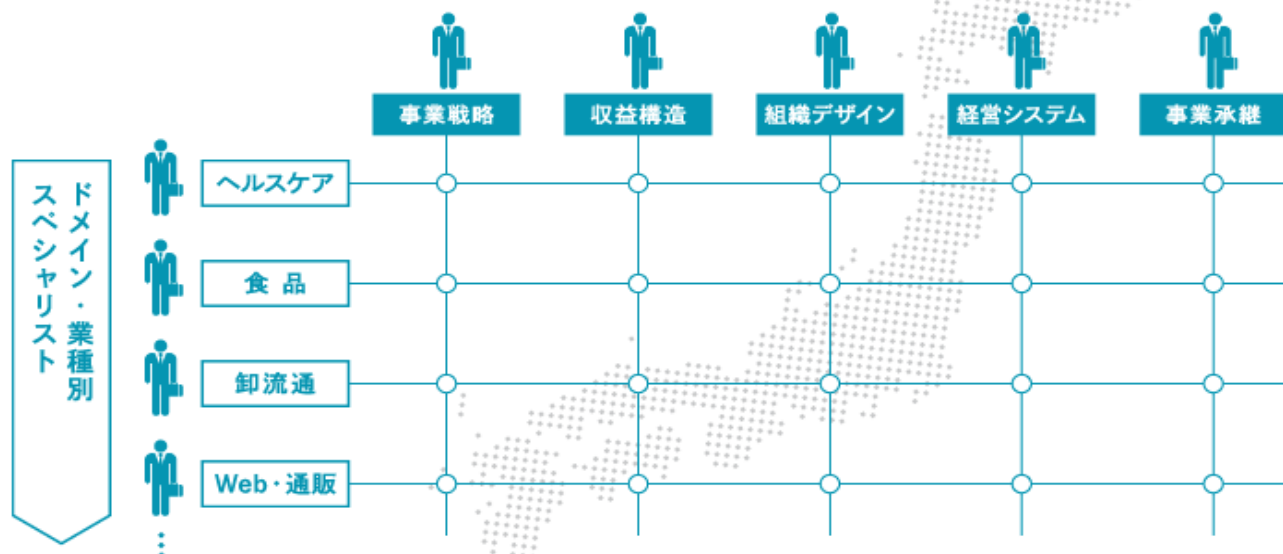 事業戦略
収益構造
組織デザイン
経営システム
事業承継
ドメイン・業種別
スペシャリスト
ヘルスケア
食品
卸流通
Web・通販